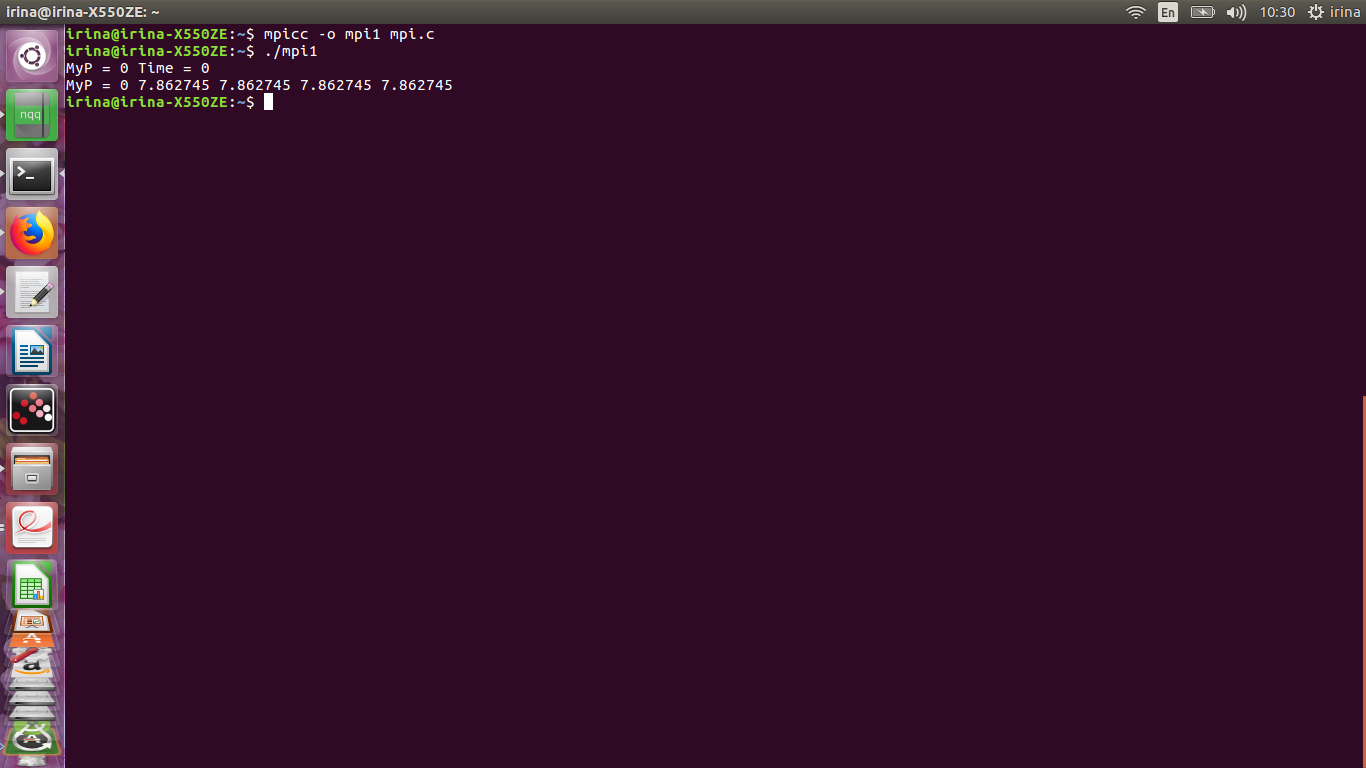 irina@irina-X550ZE: ~
En
10:30
irina
irina@irina-X550ZE:~$ mpicc -o mpi1 mpi.c
irina@irina-X550ZE:~$ ./mpi1
MyP = 0 Time = 0
MyP = 0 7.862745 7.862745 7.862745 7.862745
irina@irina-X550ZE:~$
nqq
>_
a
A